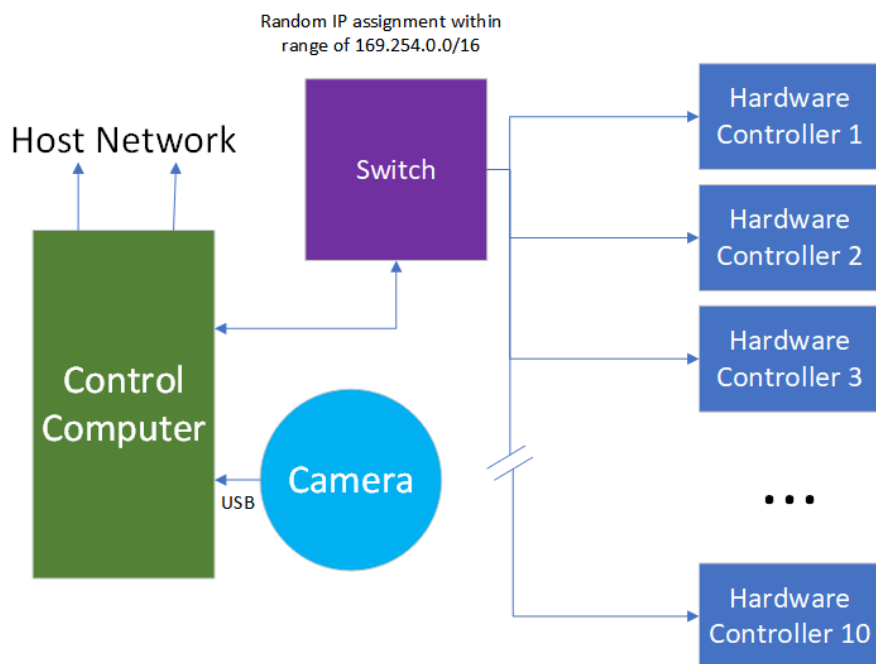 Random IP assignment within
range of 169.254.0.0/16
Host Network
Switch
Control
Computer
Camera
USB
Hardware
Controller 1
Hardware
Controller 2
Hardware
Controller 3
...
Hardware
Controller 10